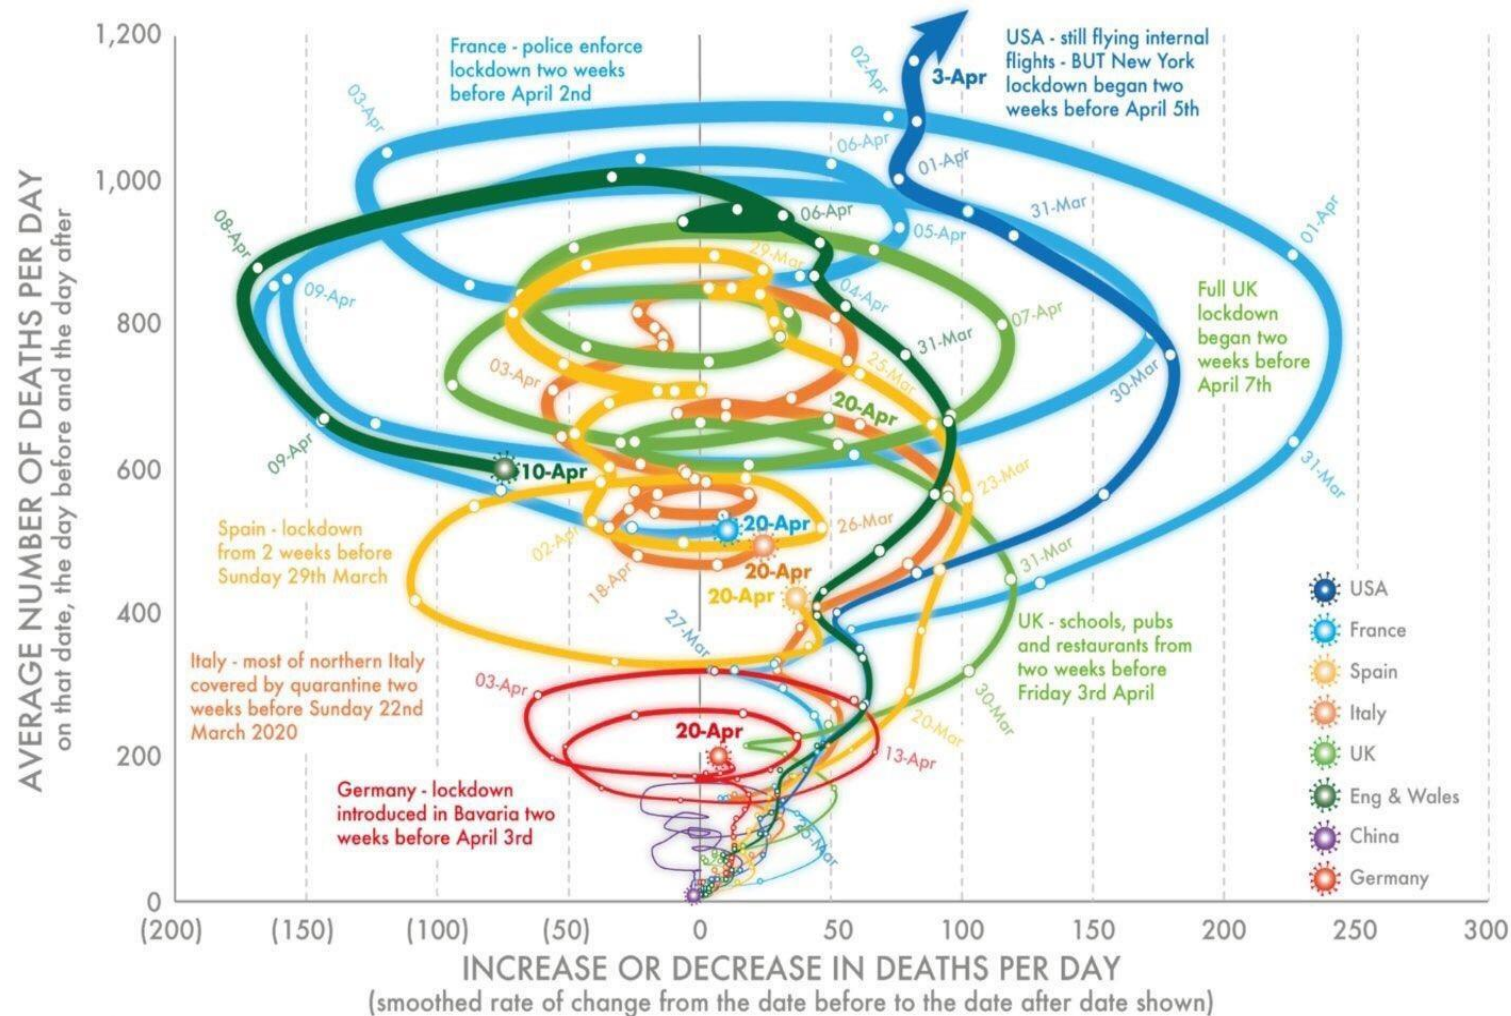 AVERAGE NUMBER OF DEATHS PER DAY
on that date, the day before and the day after
1,200
1,000
800
600
400
200
0
France - police enforce
lockdown two weeks
before April 2nd
USA - still flying internal
flights - BUT New York
lockdown began two
weeks before April 5th
02-Apr
3-Apr
03-Apr
06-Apr
01-Apr
31-Mar
01-Apr
08-Apr
06-Apr
05-Apr
29-Mar
09-Apr
04-Apr
07-Apr
Full UK
lockdown
began two
weeks before
April 7th
31-Mar
03-Apr
25-Mar
30-Mar
20-Apr
09-Apr
10-Apr
23-Mar
31-Mar
Spain - lockdown
from 2 weeks before
Sunday 29th March
02-Apr
20-Apr
26-Mar
18-Apr
20-Apr
31-Mar
20-Apr
27-Mar
UK - schools, pubs
and restaurants from
two weeks before
Friday 3rd April
Italy - most of northern Italy
covered by quarantine two
weeks before Sunday 22nd
March 2020
03-Apr
30-Mar
20-Apr
20-Mar
13-Apr
Germany - lockdown
introduced in Bavaria two
weeks before April 3rd
25-Mar
USA
France
Spain
Italy
UK
Eng & Wales
China
Germany
(200) (150) (100) (50) 0 50 100 150 200 250 300
INCREASE OR DECREASE IN DEATHS PER DAY
(smoothed rate of change from the date before to the date after date shown)